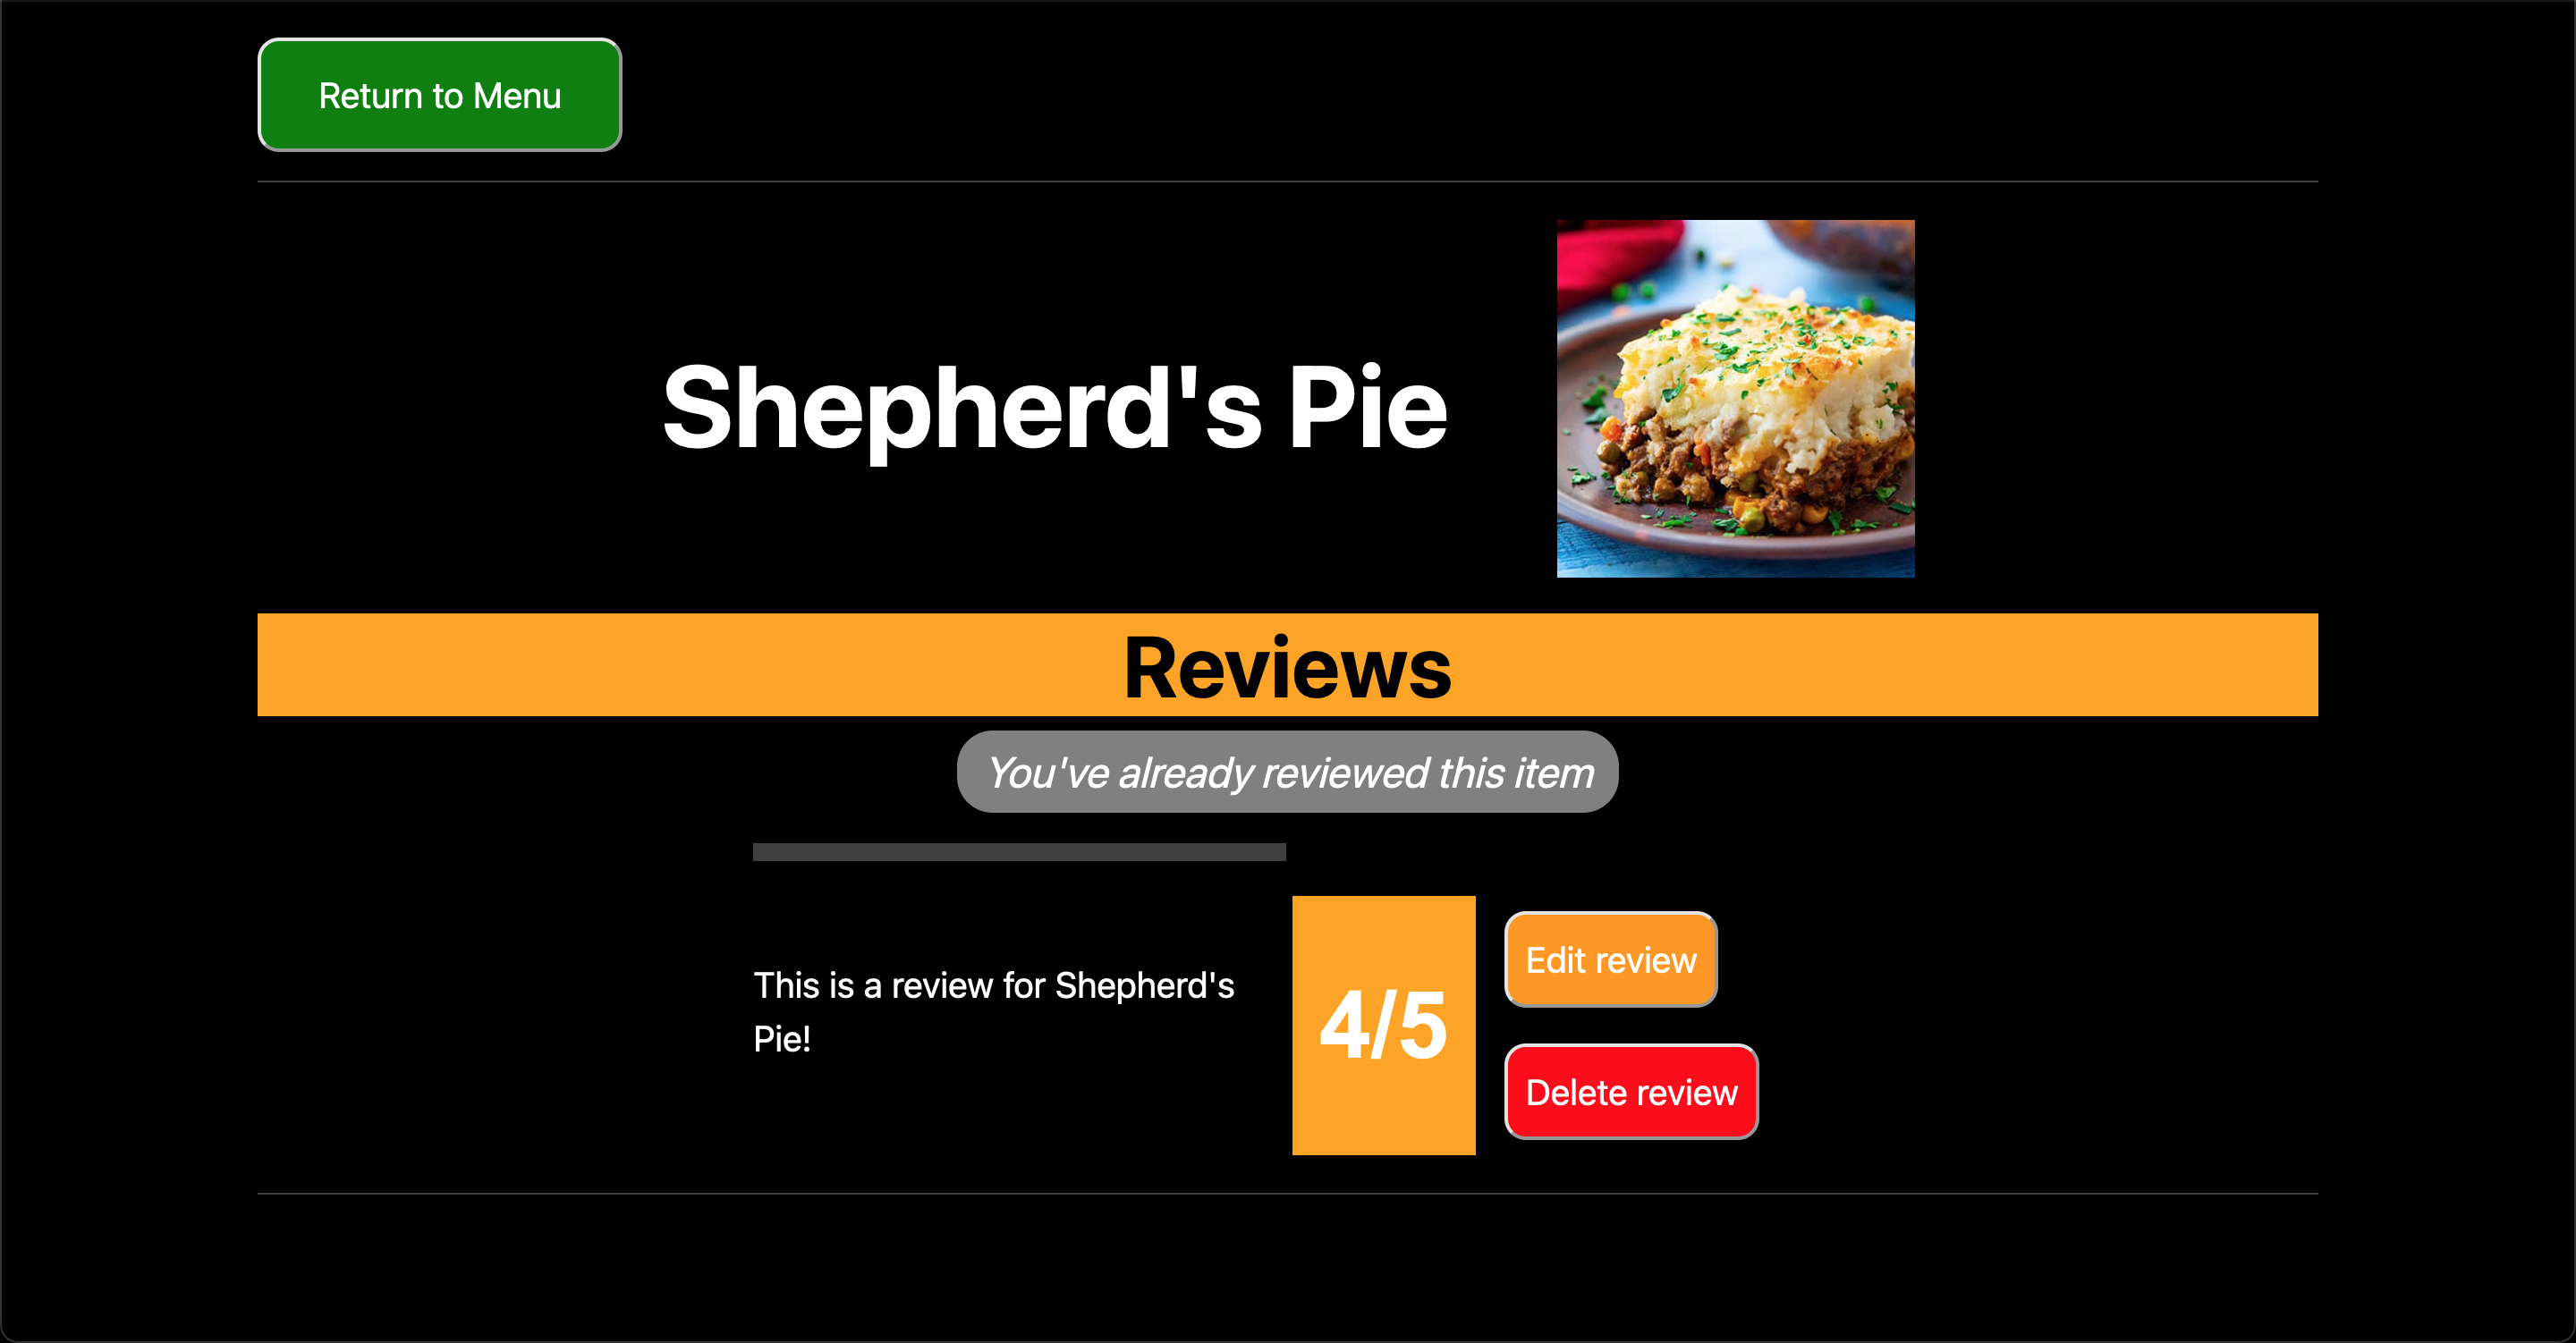 Return to Menu
Shepherd's Pie
Reviews
You've already reviewed this item
This is a review for Shepherd's
Pie!
4/5
Edit review
Delete review